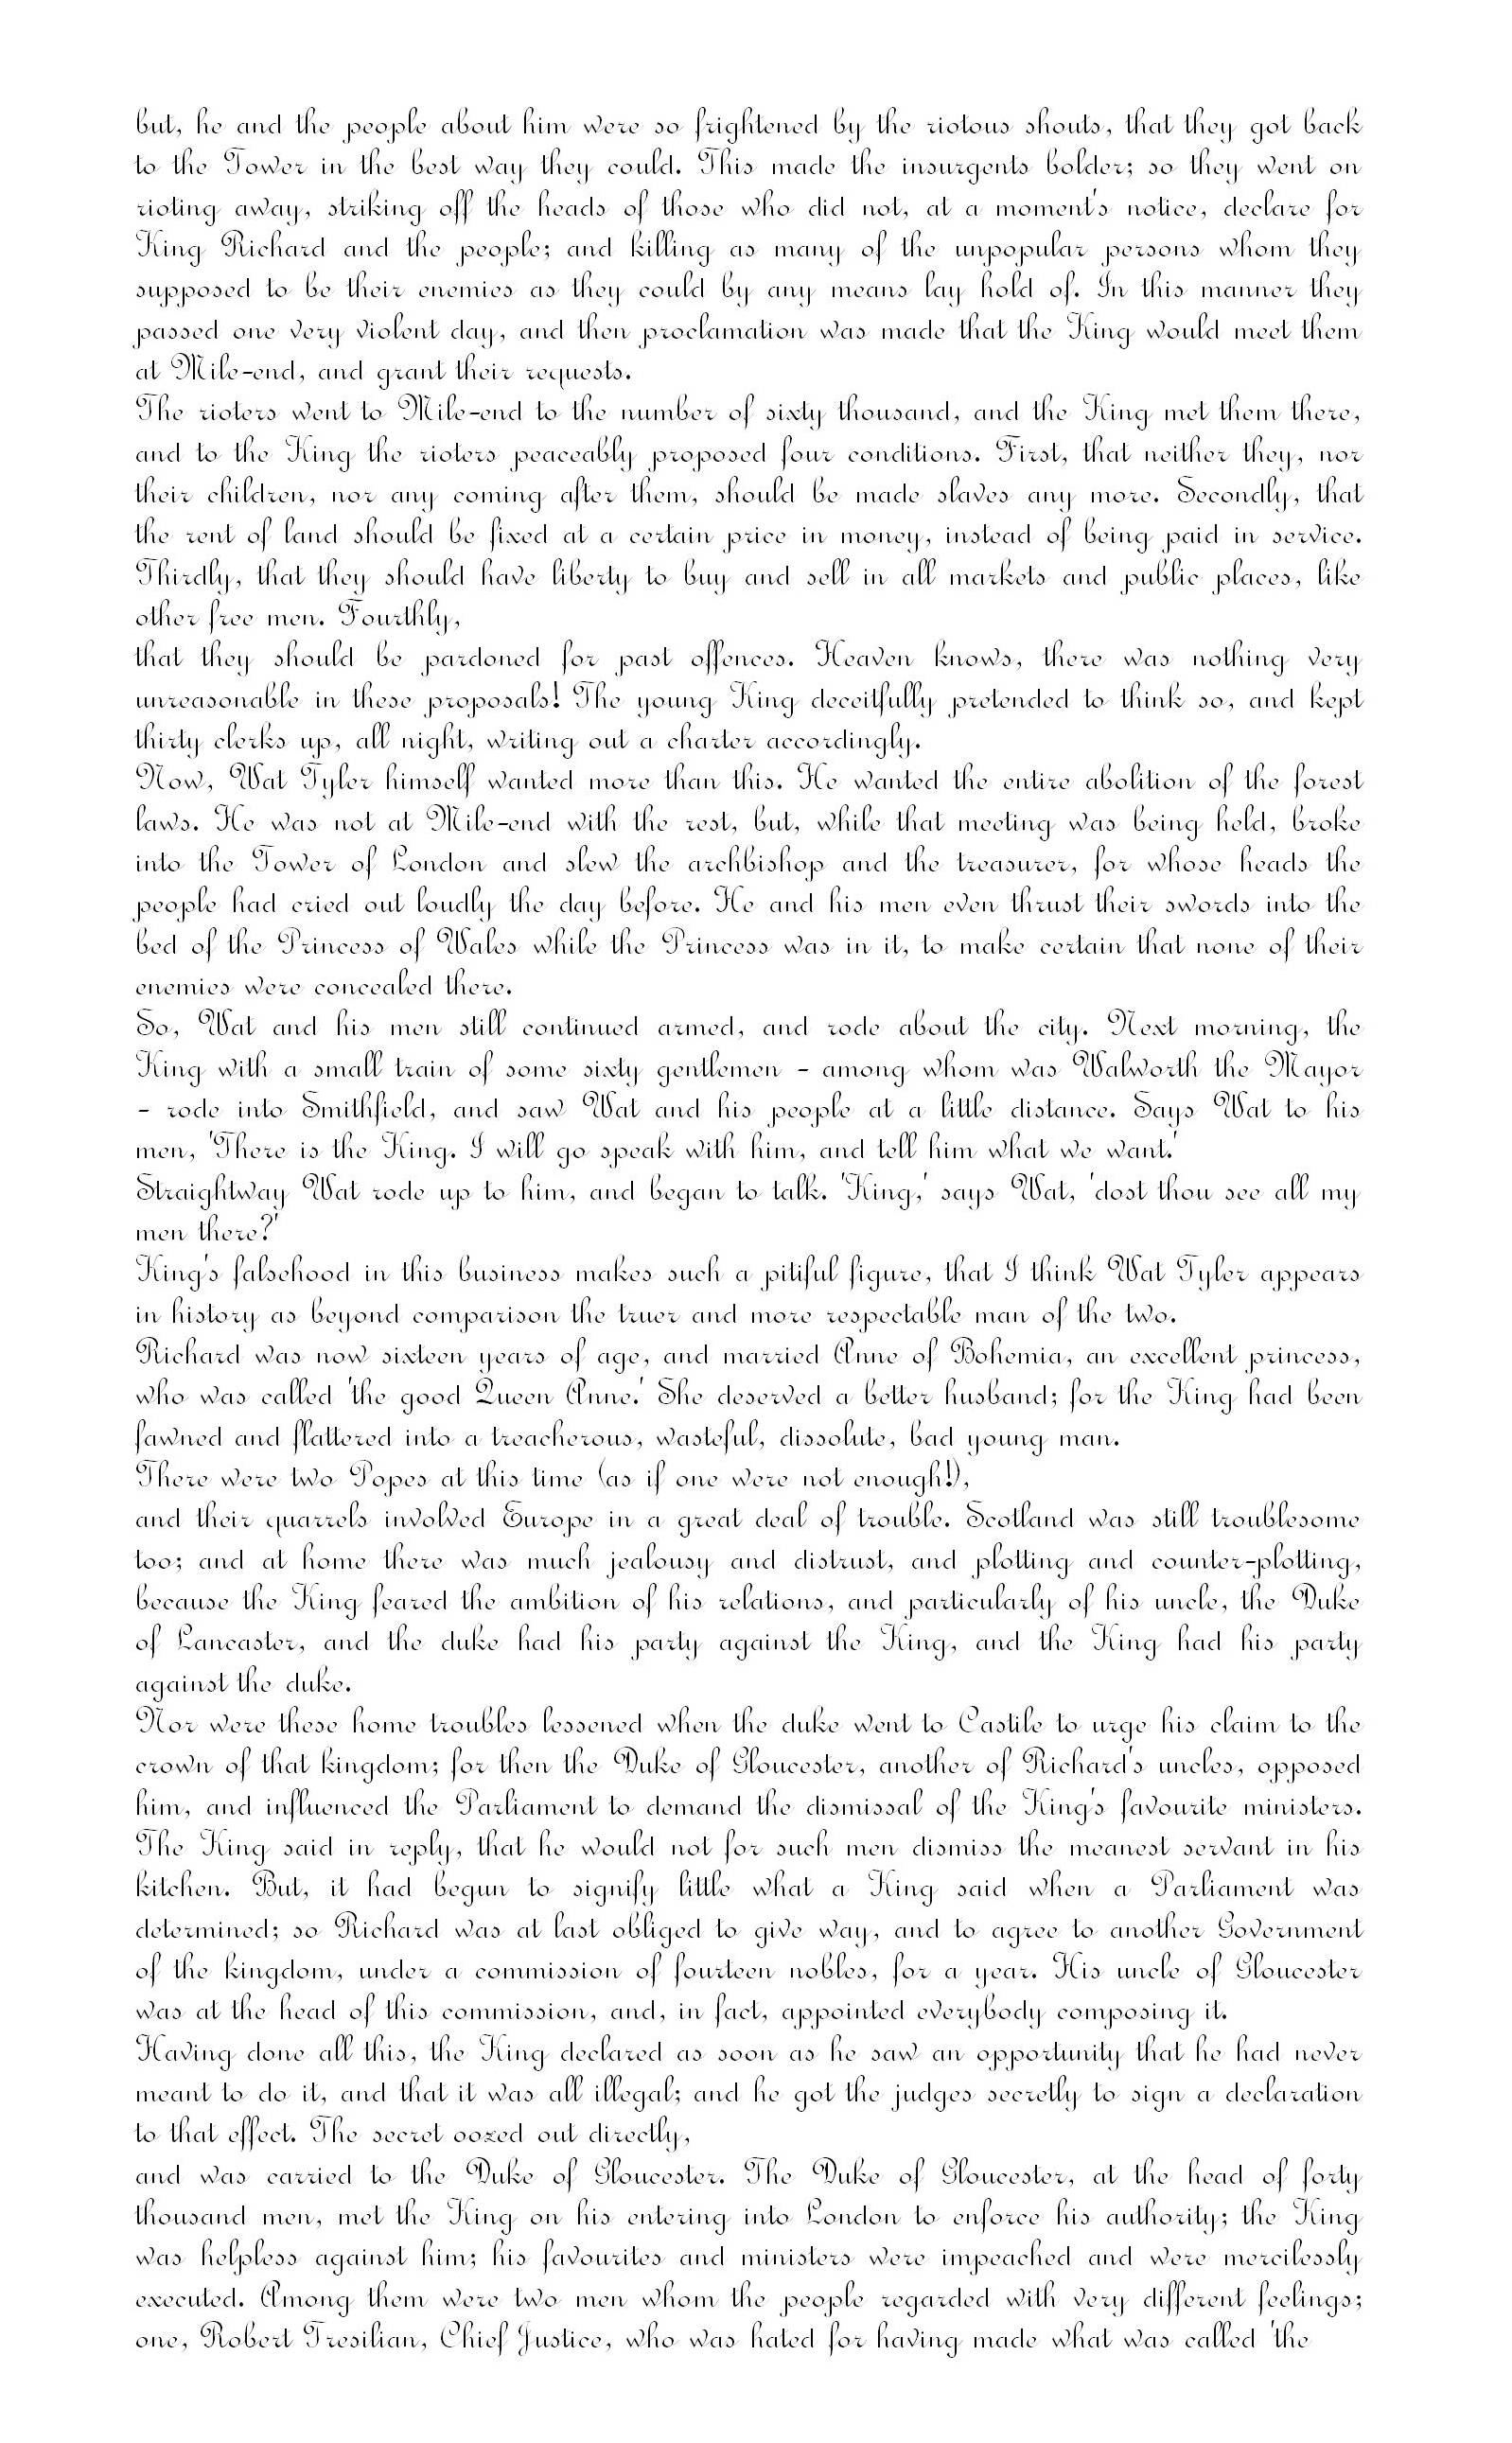 but, he and the people about him were so frightened by the riotous shouts, that they got back
to the Tower in the best way they could. This made the insurgents bolder; so they went on
rioting away, striking off the heads of those who did not, at a moment's notice, declare for
King Richard and the people; and killing as many of the unpopular persons whom they
supposed to be their enemies as they could by any means lay hold of. In this manner they
passed one very violent day, and then proclamation was made that the King would meet them
at Mile-end, and grant their requests.
The rioters went to Mile-end to the number of sixty thousand, and the King met them there,
and to the King the rioters peaceably proposed four conditions. First, that neither they, nor
their children, nor any coming after them, should be made slaves any more. Secondly, that
the rent of land should be fixed at a certain price in money, instead of being paid in service.
Thirdly, that they should have liberty to buy and sell in all markets and public places, like
other free men. Fourthly,
that they should be pardoned for past offences. Heaven knows, there was nothing very
unreasonable in these proposals! The young King deceitfully pretended to think so, and kept
thirty clerks up, all night, writing out a charter accordingly.
Now, Wat Tyler himself wanted more than this. He wanted the entire abolition of the forest
laws. He was not at Mile-end with the rest, but, while that meeting was being held, broke
into the Tower of London and slew the archbishop and the treasurer, for whose heads the
people had cried out loudly the day before. He and his men even thrust their swords into the
bed of the Princess of Wales while the Princess was in it, to make certain that none of their
enemies were concealed there.
So, Wat and his men still continued armed, and rode about the city. Next morning, the
King with a small train of some sixty gentlemen - among whom was Walworth the Mayor
- rode into Smithfield, and saw Wat and his people at a little distance. Says Wat to his
men, 'There is the King. I will go speak with him, and tell him what we want.'
Straightway Wat rode up to him, and began to talk. 'King,' says Wat, 'dost thou see all my
men there?'
King's falsehood in this business makes such a pitiful figure, that I think Wat Tyler appears
in history as beyond comparison the truer and more respectable man of the two.
Richard was now sixteen years of age, and married Anne of Bohemia, an excellent princess,
who was called 'the good Queen Anne.' She deserved a better husband; for the King had been
fawned and flattered into a treacherous, wasteful, dissolute, bad young man.
There were two Popes at this time (as if one were not enough!),
and their quarrels involved Europe in a great deal of trouble. Scotland was still troublesome
too; and at home there was much jealousy and distrust, and plotting and counter-plotting,
because the King feared the ambition of his relations, and particularly of his uncle, the Duke
of Lancaster, and the duke had his party against the King, and the King had his party
against the duke.
Nor were these home troubles lessened when the duke went to Castile to urge his claim to the
crown of that kingdom; for then the Duke of Gloucester, another of Richard's uncles, opposed
him, and influenced the Parliament to demand the dismissal of the King's favourite ministers.
The King said in reply, that he would not for such men dismiss the meanest servant in his
kitchen. But, it had begun to signify little what a King said when a Parliament was
determined; so Richard was at last obliged to give way, and to agree to another Government
of the kingdom, under a commission of fourteen nobles, for a year. His uncle of Gloucester
was at the head of this commission, and, in fact, appointed everybody composing it.
Having done all this, the King declared as soon as he saw an opportunity that he had never
meant to do it, and that it was all illegal; and he got the judges secretly to sign a declaration
to that effect. The secret oozed out directly,
and was carried to the Duke of Gloucester. The Duke of Gloucester, at the head of forty
thousand men, met the King on his entering into London to enforce his authority; the King
was helpless against him; his favourites and ministers were impeached and were mercilessly
executed. Among them were two men whom the people regarded with very different feelings;
one, Robert Tresilian, Chief Justice, who was hated for having made what was called 'the